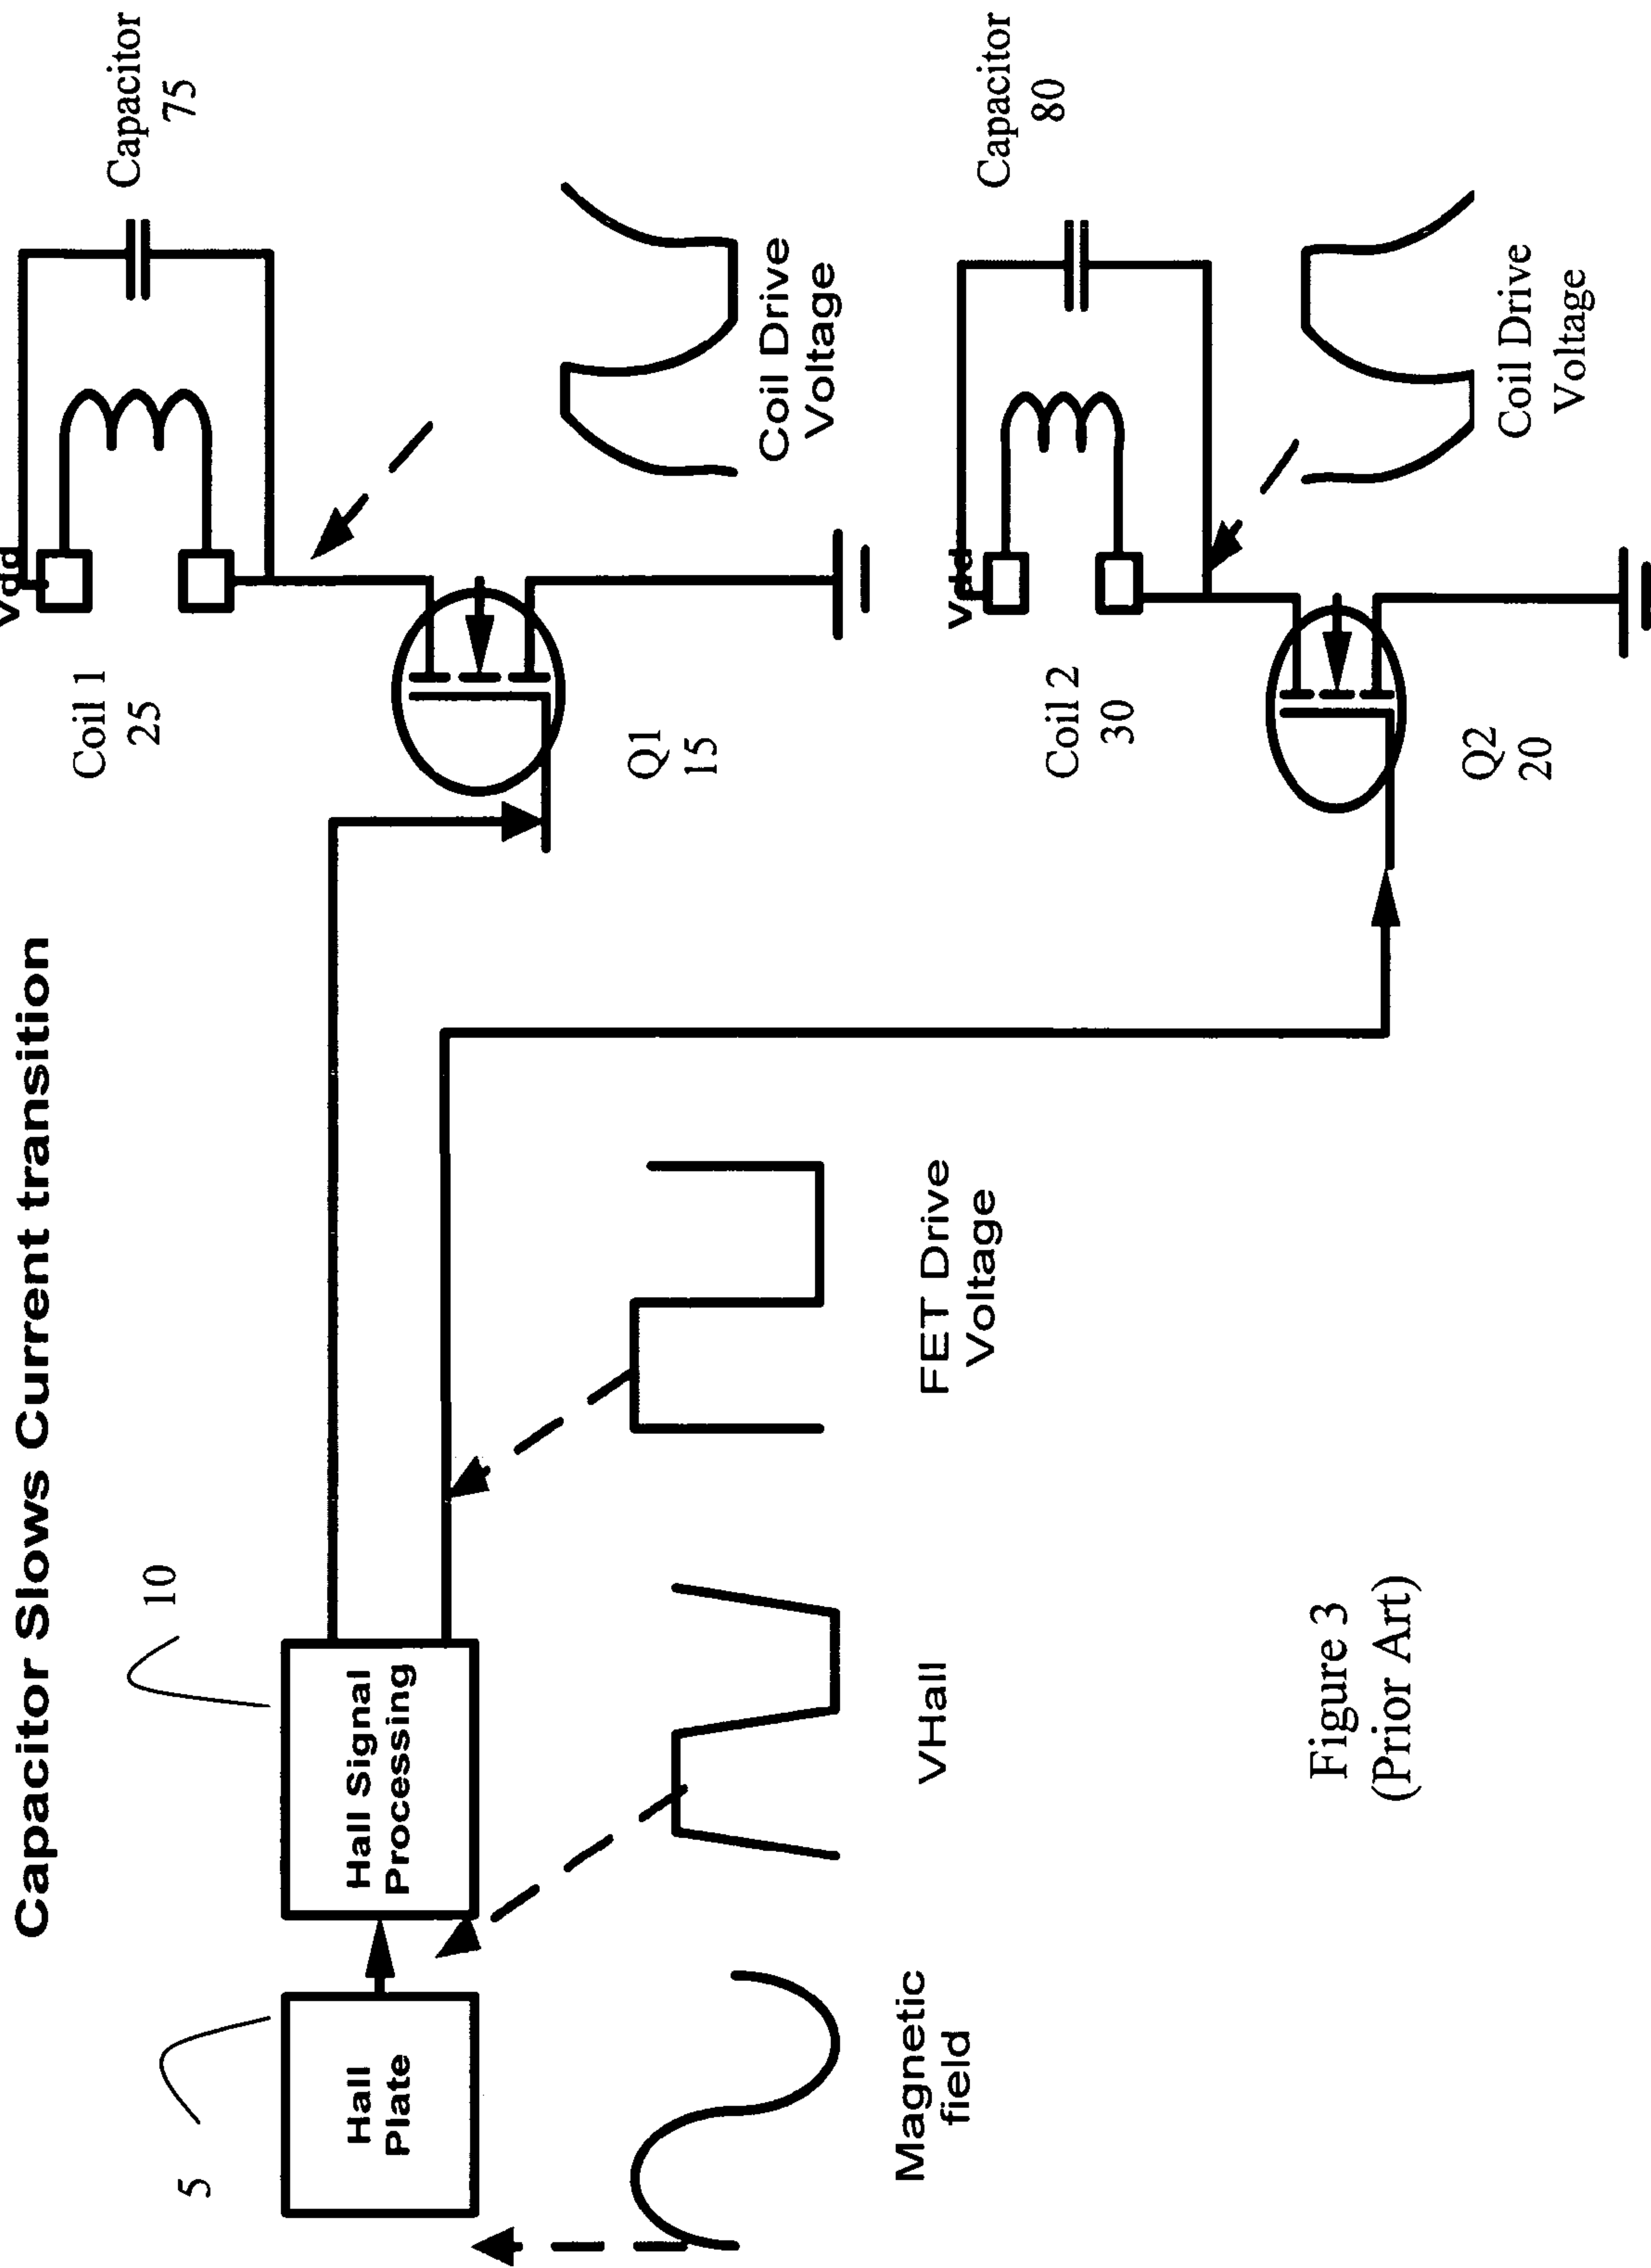 Capacitor Slows Current transition
Vdd
Capacitor
75
Coil 1
25
10
5
Hall
Plate
Hall Signal
Processing
Q1
15
Coil Drive
Voltage
Magnetic
field
VHall
FET Drive
Voltage
Vdd
Capacitor
80
Coil 2
30
Q2
20
Coil Drive
Voltage
Figure 3
(Prior Art)